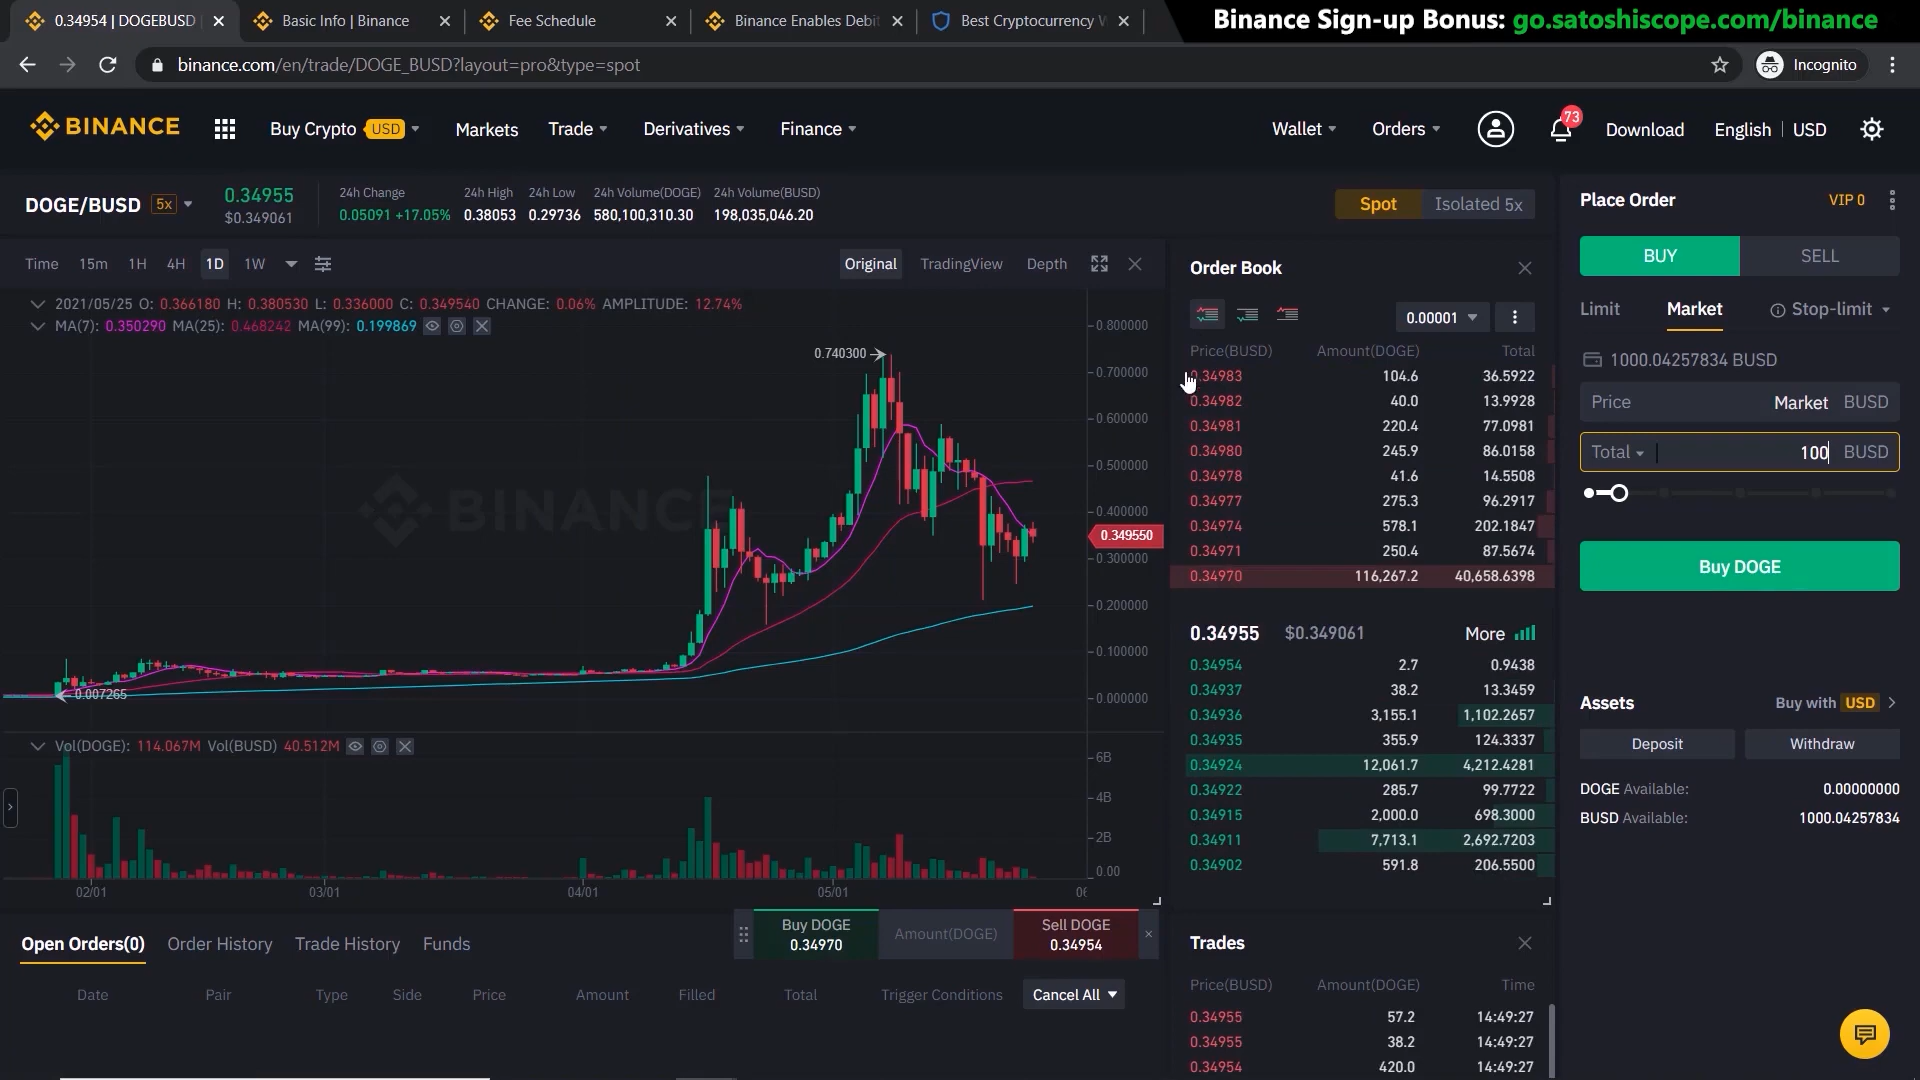 0.34954 | DOGEBUSD
Basic Info | Binance
Fee Schedule
Binance Enables Debit
Best Cryptocurrency W
Binance Sign-up Bonus: go.satoshiscope.com/binance
binance.com/en/trade/DOGE_BUSD?layout=pro&type=spot
Incognito
BINANCE
Buy Crypto USD
Markets
Trade
Derivatives
Finance
Wallet
Orders
73
Download
English | USD
DOGE/BUSD 5x
0.34955
$0.349061
24h Change
0.05091 +17.05%
24h High
0.38053
24h Low
0.29736
24h Volume(DOGE)
580,100,310.30
24h Volume(BUSD)
198,035,046.20
Spot
Isolated 5x
Time 15m 1H 4H 1D 1W
Original TradingView Depth
2021/05/25 O: 0.366180 H: 0.380530 L: 0.336000 C: 0.349540 CHANGE: 0.06% AMPLITUDE: 12.74%
MA(7): 0.350290 MA(25): 0.468242 MA(99): 0.199869
0.740300
BINANCE
0.007265
0.800000
0.700000
0.600000
0.500000
0.400000
0.349550
0.300000
0.200000
0.100000
0.000000
Vol(DOGE): 114.067M Vol(BUSD) 40.512M
6B
4B
2B
0.00
02/01 03/01 04/01 05/01
Order Book
0.00001
Price(BUSD) Amount(DOGE) Total
0.34983 104.6 36.5922
0.34982 40.0 13.9928
0.34981 220.4 77.0981
0.34980 245.9 86.0158
0.34978 41.6 14.5508
0.34977 275.3 96.2917
0.34974 578.1 202.1847
0.34971 250.4 87.5674
0.34970 116,267.2 40,658.6398
0.34955 $0.349061 More
0.34954 2.7 0.9438
0.34937 38.2 13.3459
0.34936 3,155.1 1,102.2657
0.34935 355.9 124.3337
0.34924 12,061.7 4,212.4281
0.34922 285.7 99.7722
0.34915 2,000.0 698.3000
0.34911 7,713.1 2,692.7203
0.34902 591.8 206.5500
Place Order
VIP 0
BUY
SELL
Limit Market Stop-limit
1000.04257834 BUSD
Price Market BUSD
Total 100 BUSD
Buy DOGE
Assets
Buy with USD
Deposit
Withdraw
DOGE Available: 0.00000000
BUSD Available: 1000.04257834
Buy DOGE
0.34970
Amount(DOGE)
Sell DOGE
0.34954
Open Orders(0) Order History Trade History Funds
Date Pair Type Side Price Amount Filled Total Trigger Conditions Cancel All
Trades
Price(BUSD) Amount(DOGE) Time
0.34955 57.2 14:49:27
0.34955 38.2 14:49:27
0.34954 420.0 14:49:27